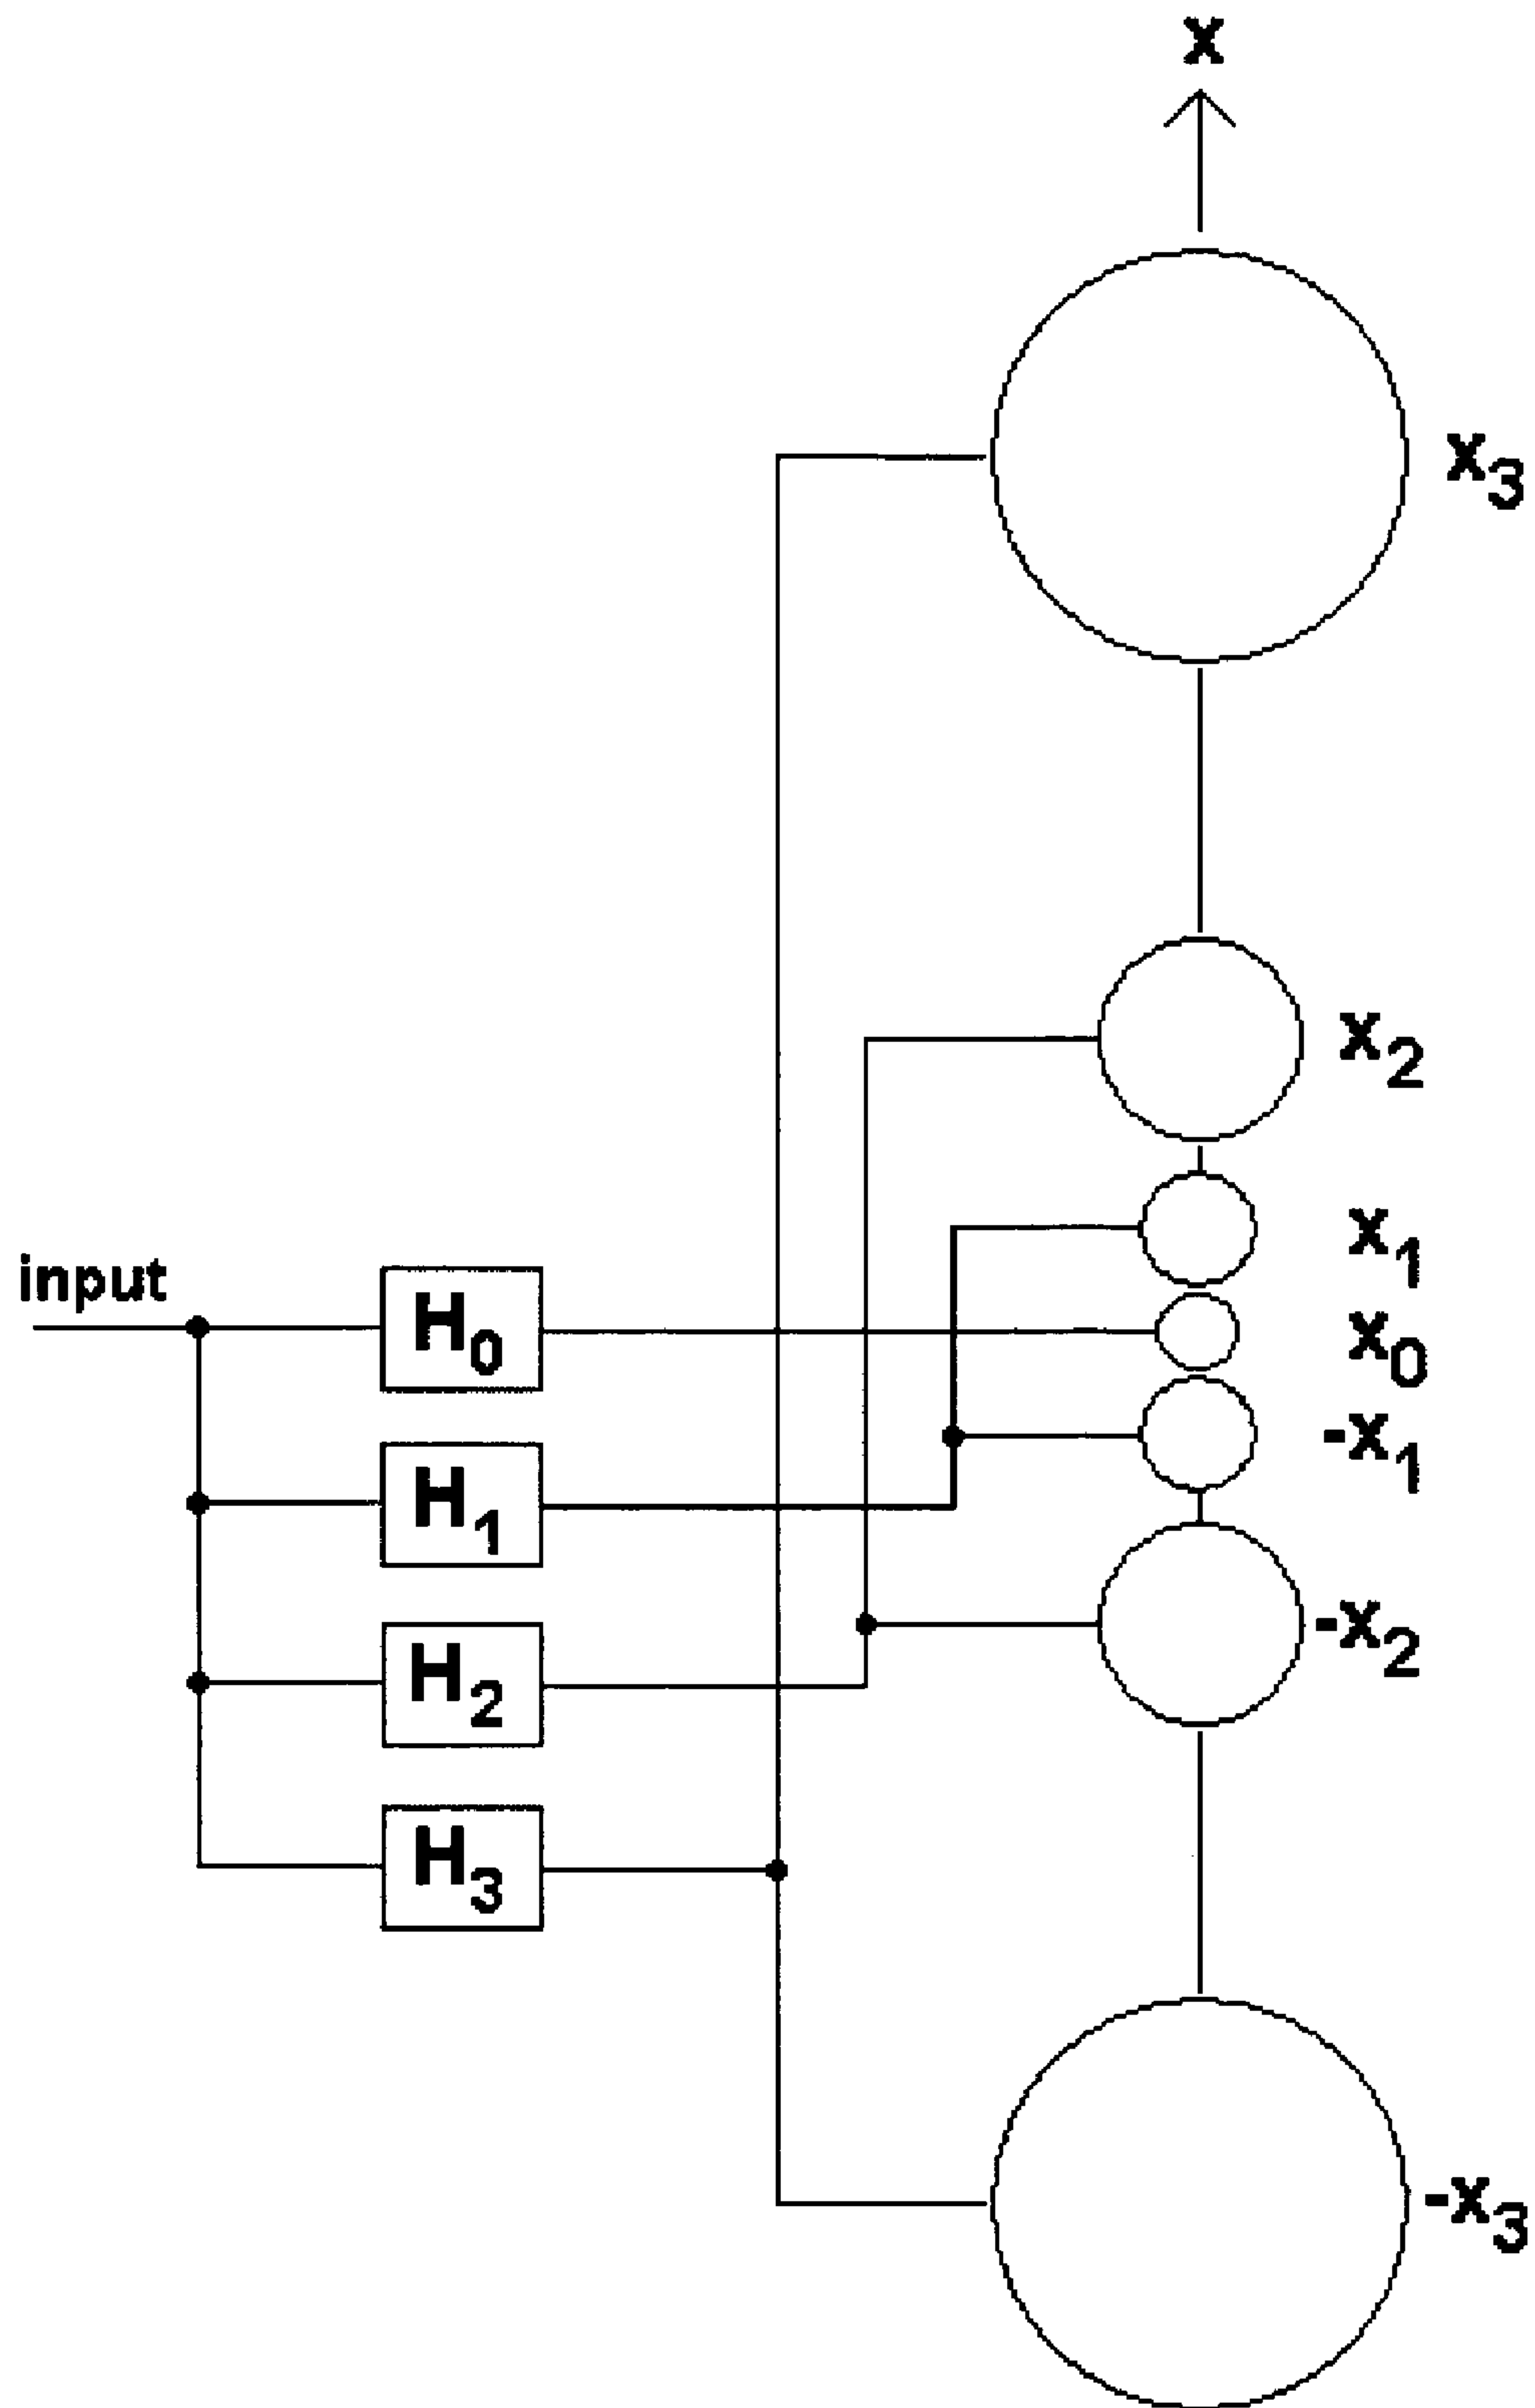 x
x₃
x₂
x₁
input
H₀
x₀
-x₁
H₁
-x₂
H₂
H₃
-x₃